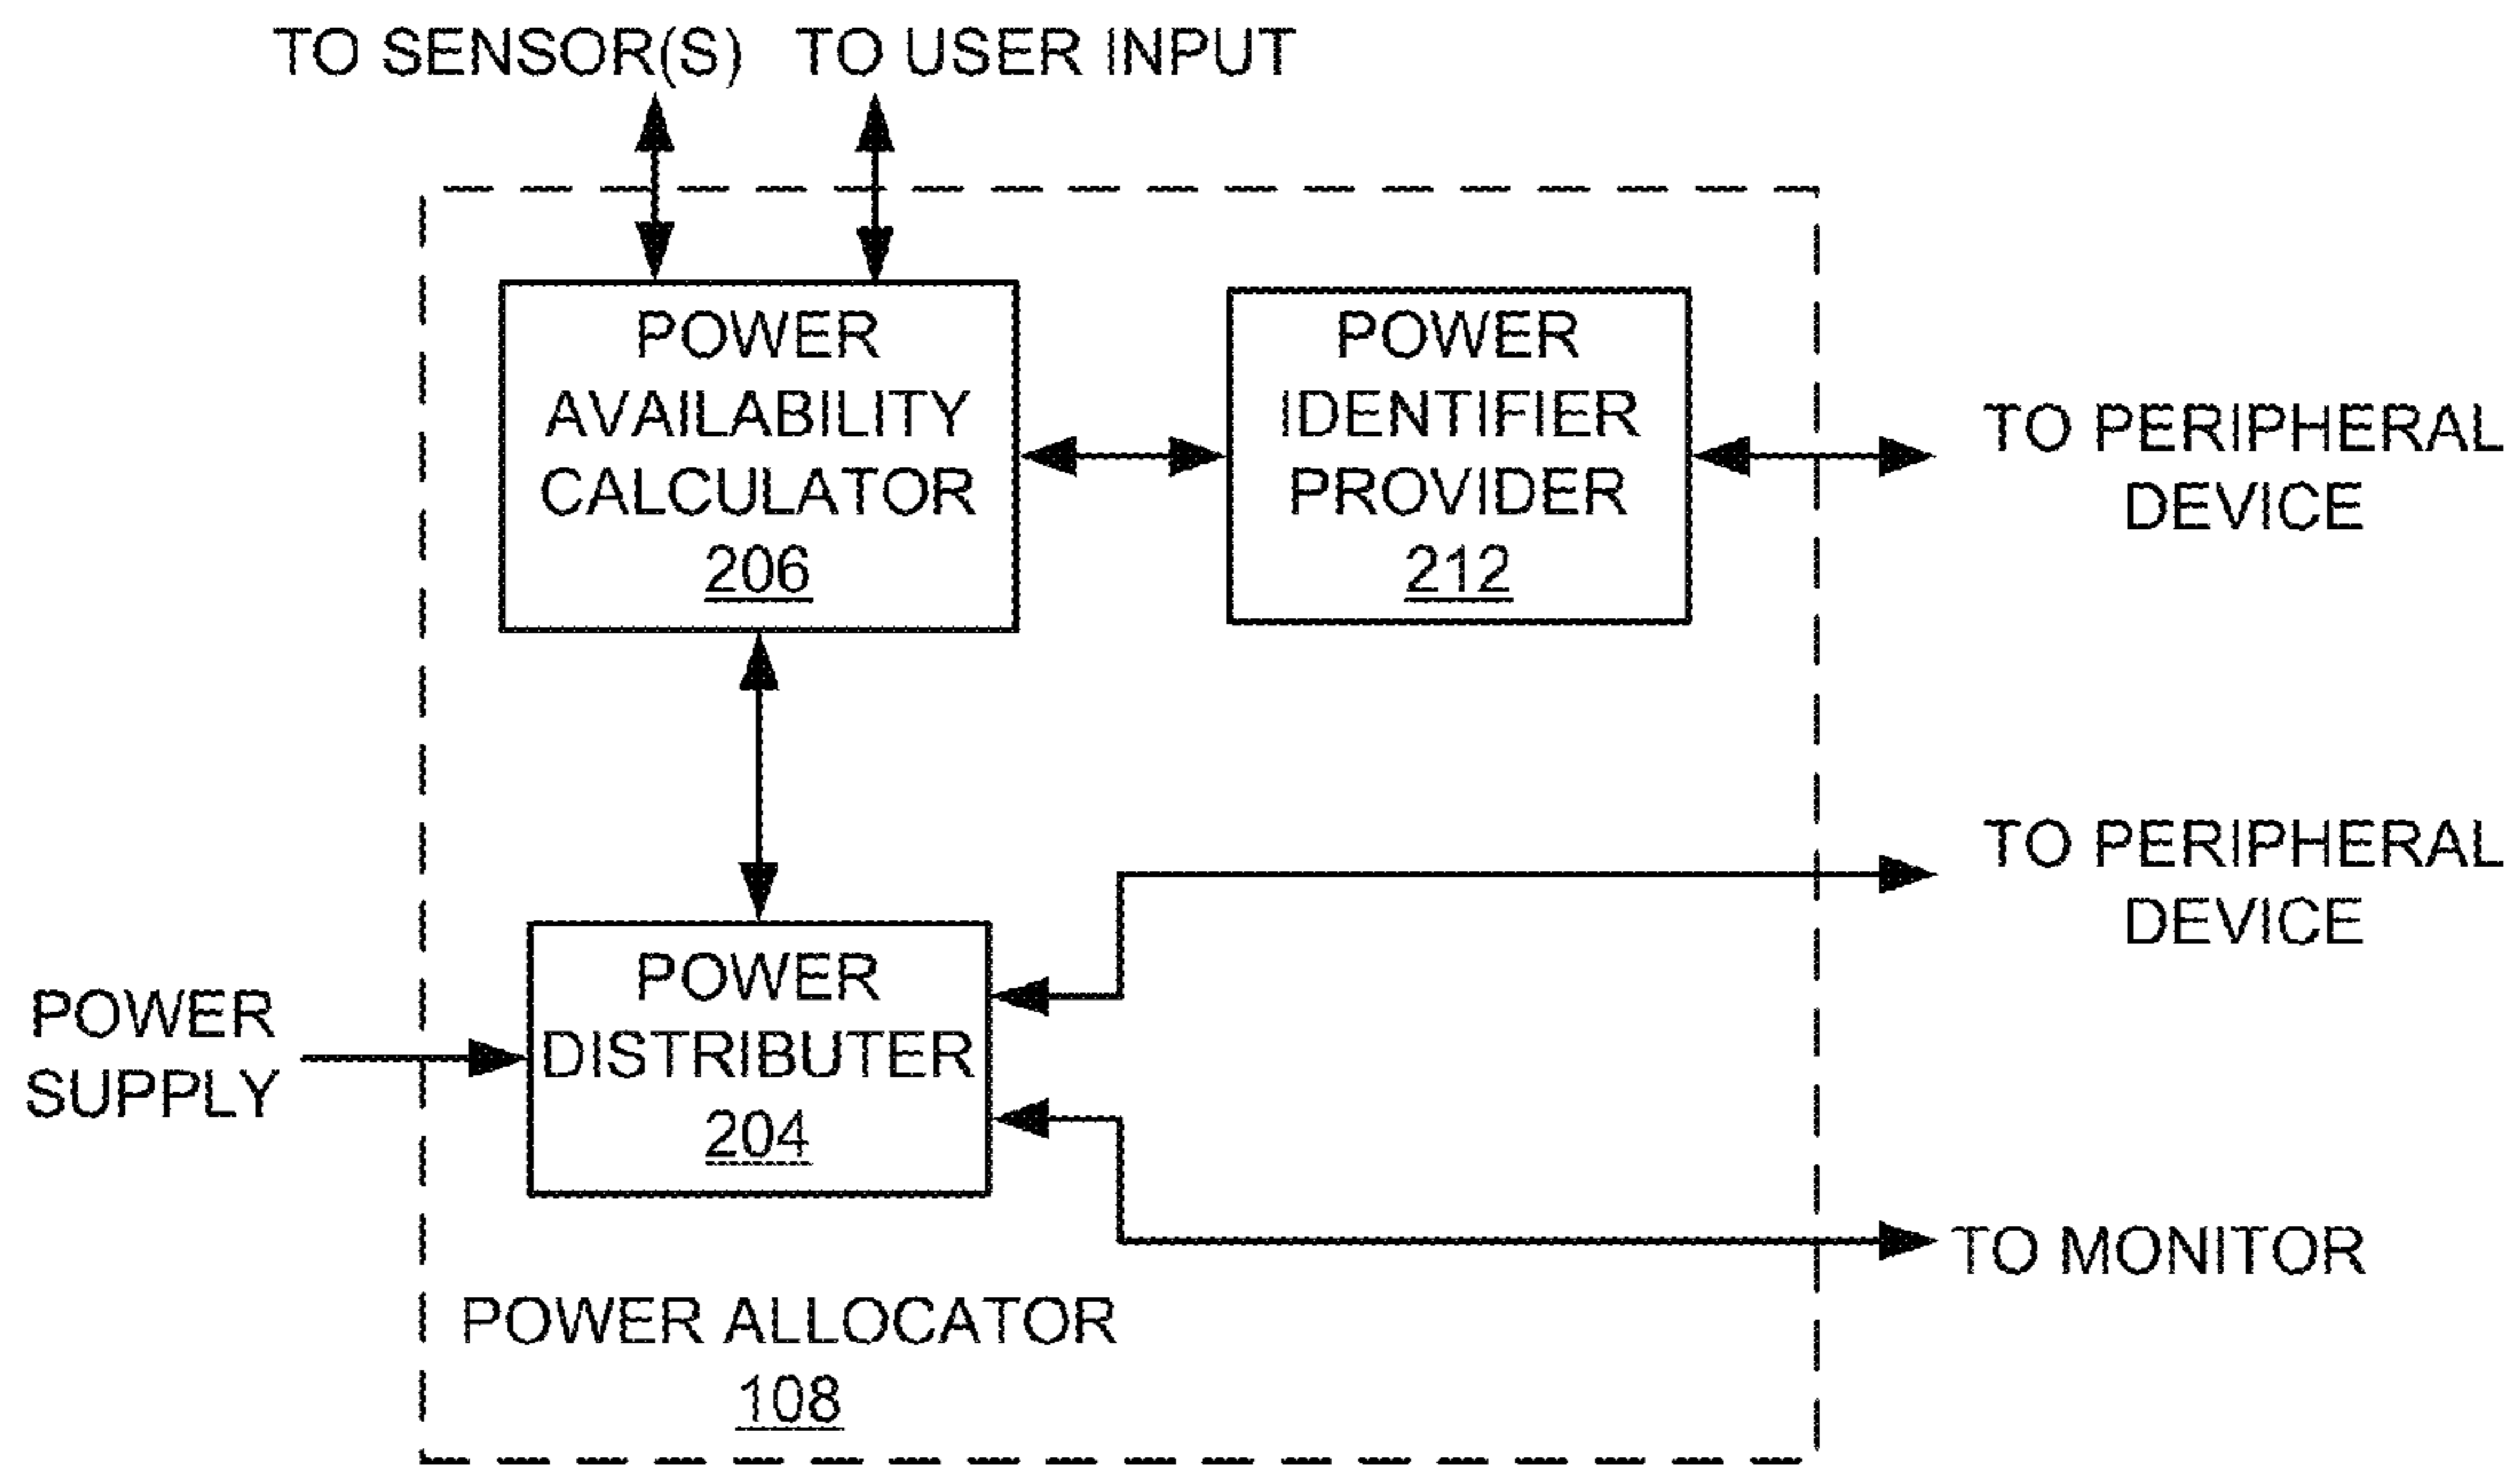 TO SENSOR(S)
TO USER INPUT
POWER
AVAILABILITY
CALCULATOR
206
POWER
IDENTIFIER
PROVIDER
212
TO PERIPHERAL
DEVICE
TO PERIPHERAL
DEVICE
POWER
SUPPLY
POWER
DISTRIBUTER
204
TO MONITOR
POWER ALLOCATOR
108